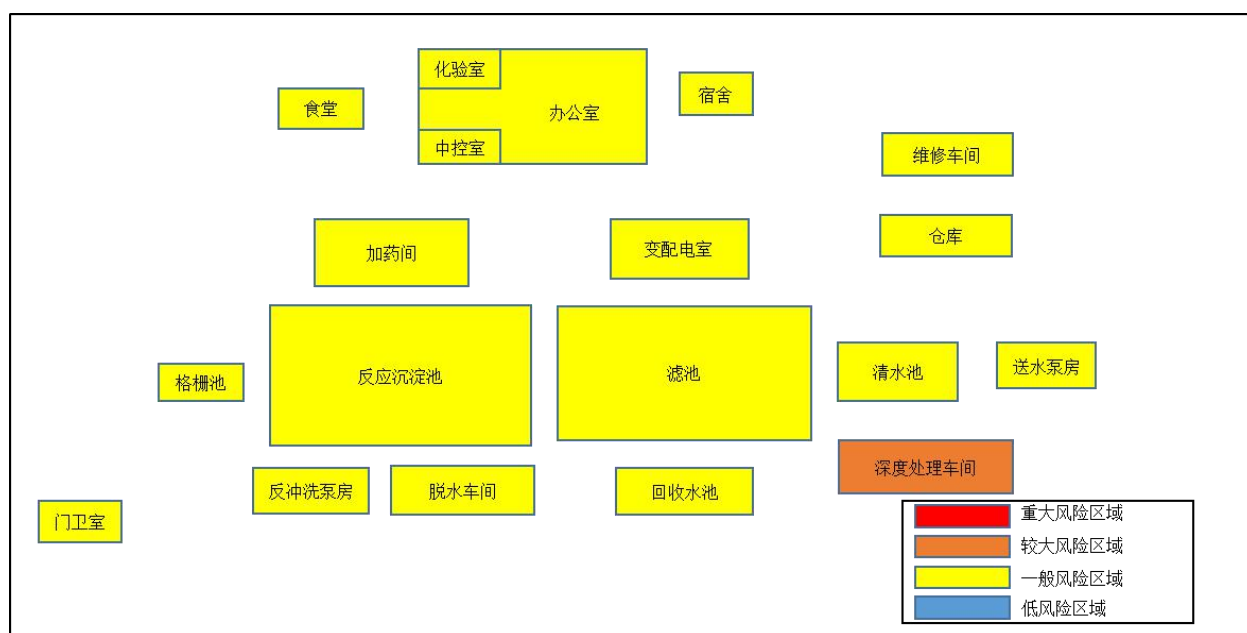 化验室
办公室
宿舍
食堂
中控室
维修车间
加药间
变配电室
仓库
格栅池
反应沉淀池
滤池
清水池
送水泵房
深度处理车间
反冲洗泵房
脱水车间
回收水池
门卫室
重大风险区域
较大风险区域
一般风险区域
低风险区域